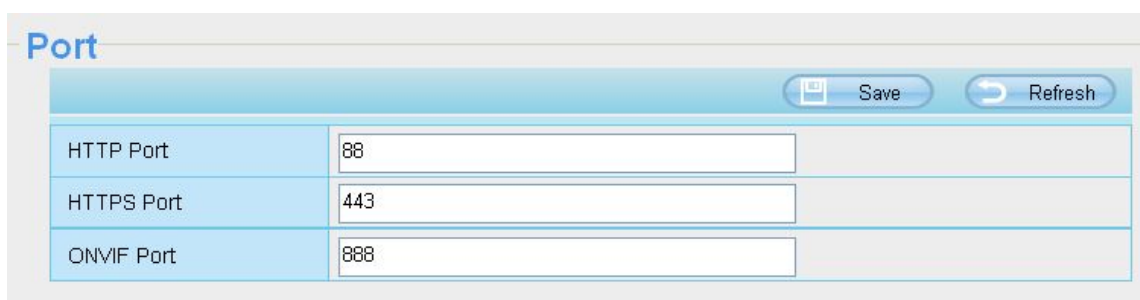 Port
Save Refresh
HTTP Port 88
HTTPS Port 443
ONVIF Port 888